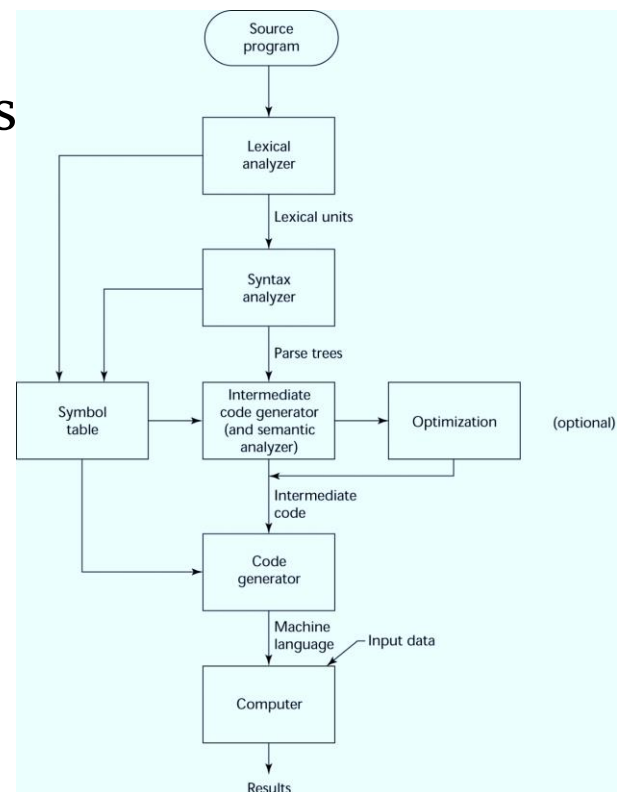 Source
program
s
Lexical
analyzer
Lexical units
Syntax
analyzer
Parse trees
Symbol
table
Intermediate
code generator
(and semantic
analyzer)
Optimization
(optional)
Intermediate
code
Code
generator
Machine
language
Input data
Computer
Results